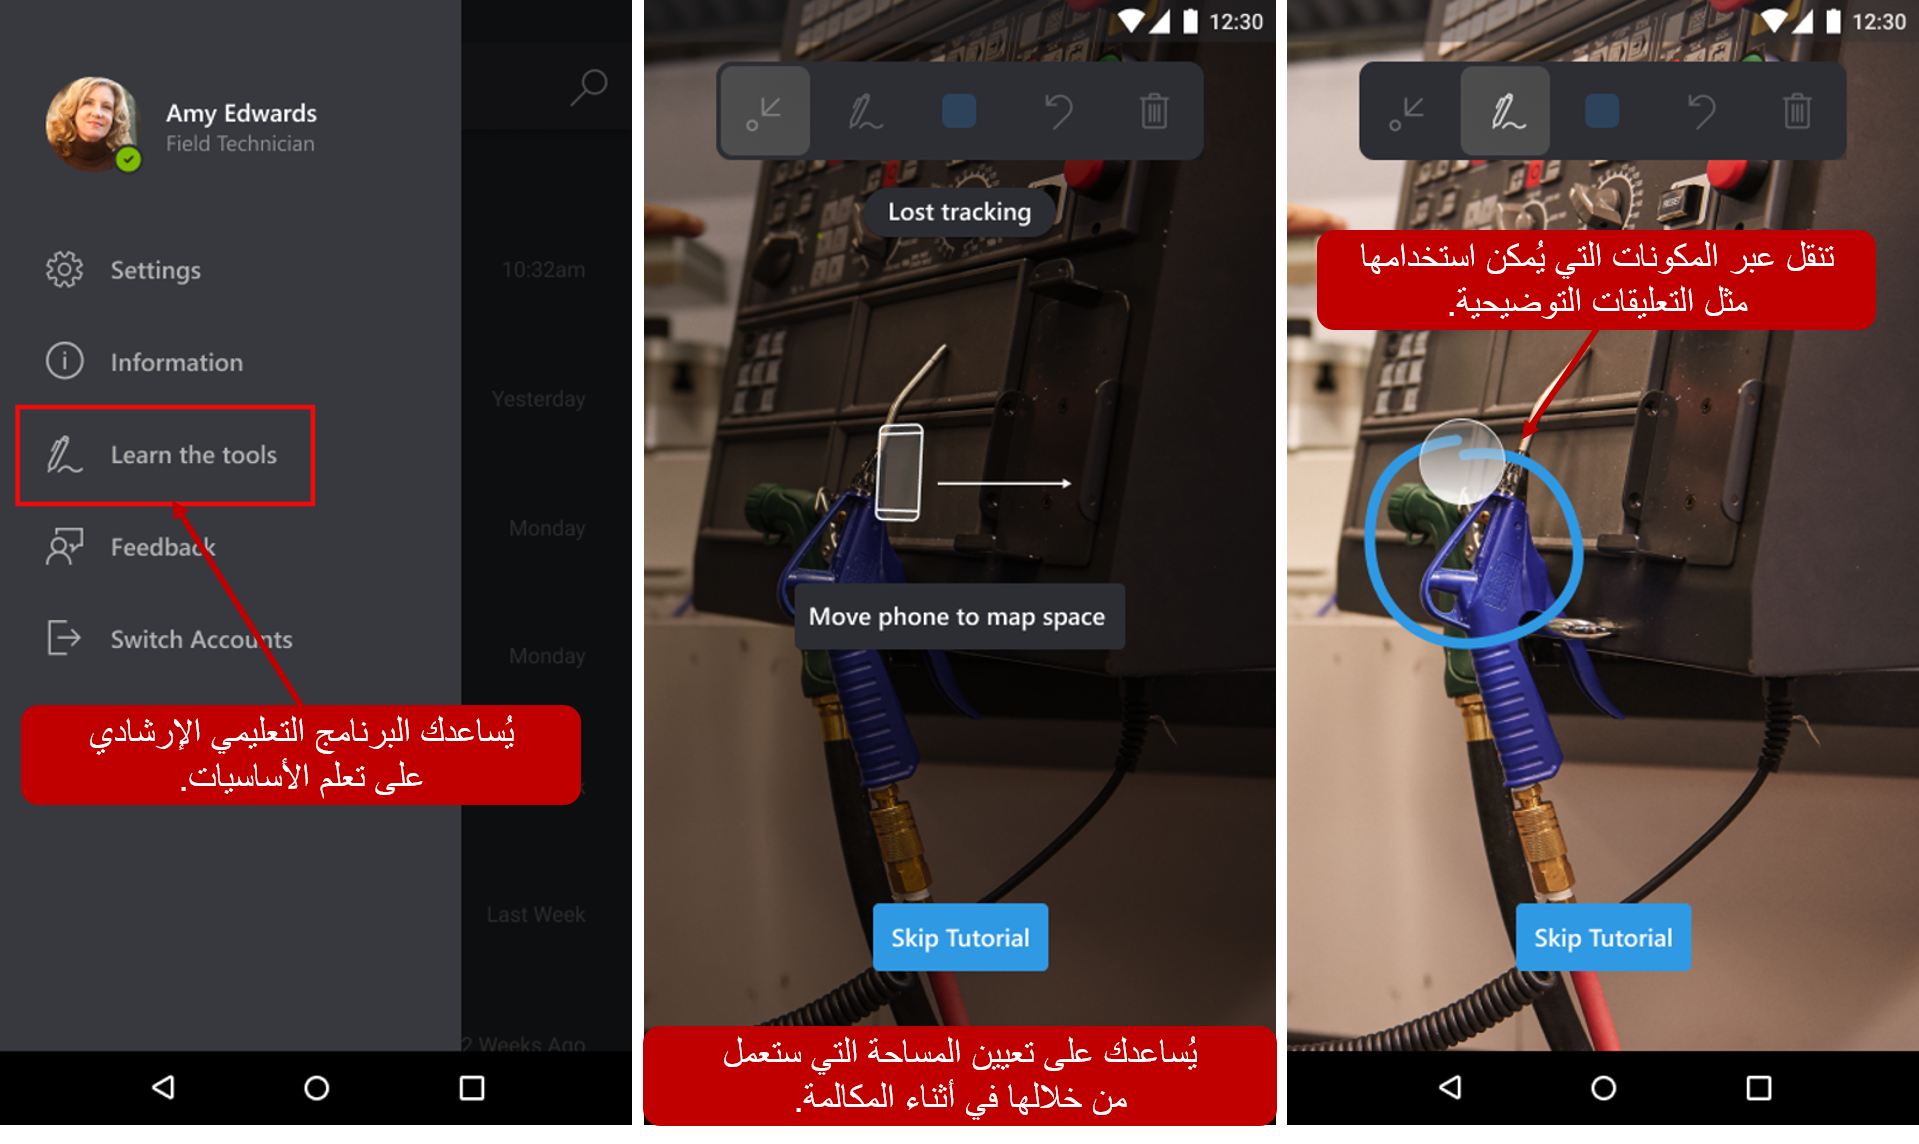 Amy Edwards
Field Technician
Settings
Information
Learn the tools
Feedback
Switch Accounts
10:32am
Yesterday
Monday
Monday
Last Week
2 Weeks Ago
يُساعدك البرنامج التعليمي الإرشادي
على تعلم الأساسيات.
12:30
Lost tracking
Move phone to map space
Skip Tutorial
يُساعدك على تعيين المساحة التي ستعمل
من خلالها في أثناء المكالمة.
12:30
RESET
تنقل عبر المكونات التي يُمكن استخدامها
مثل التعليقات التوضيحية.
Skip Tutorial